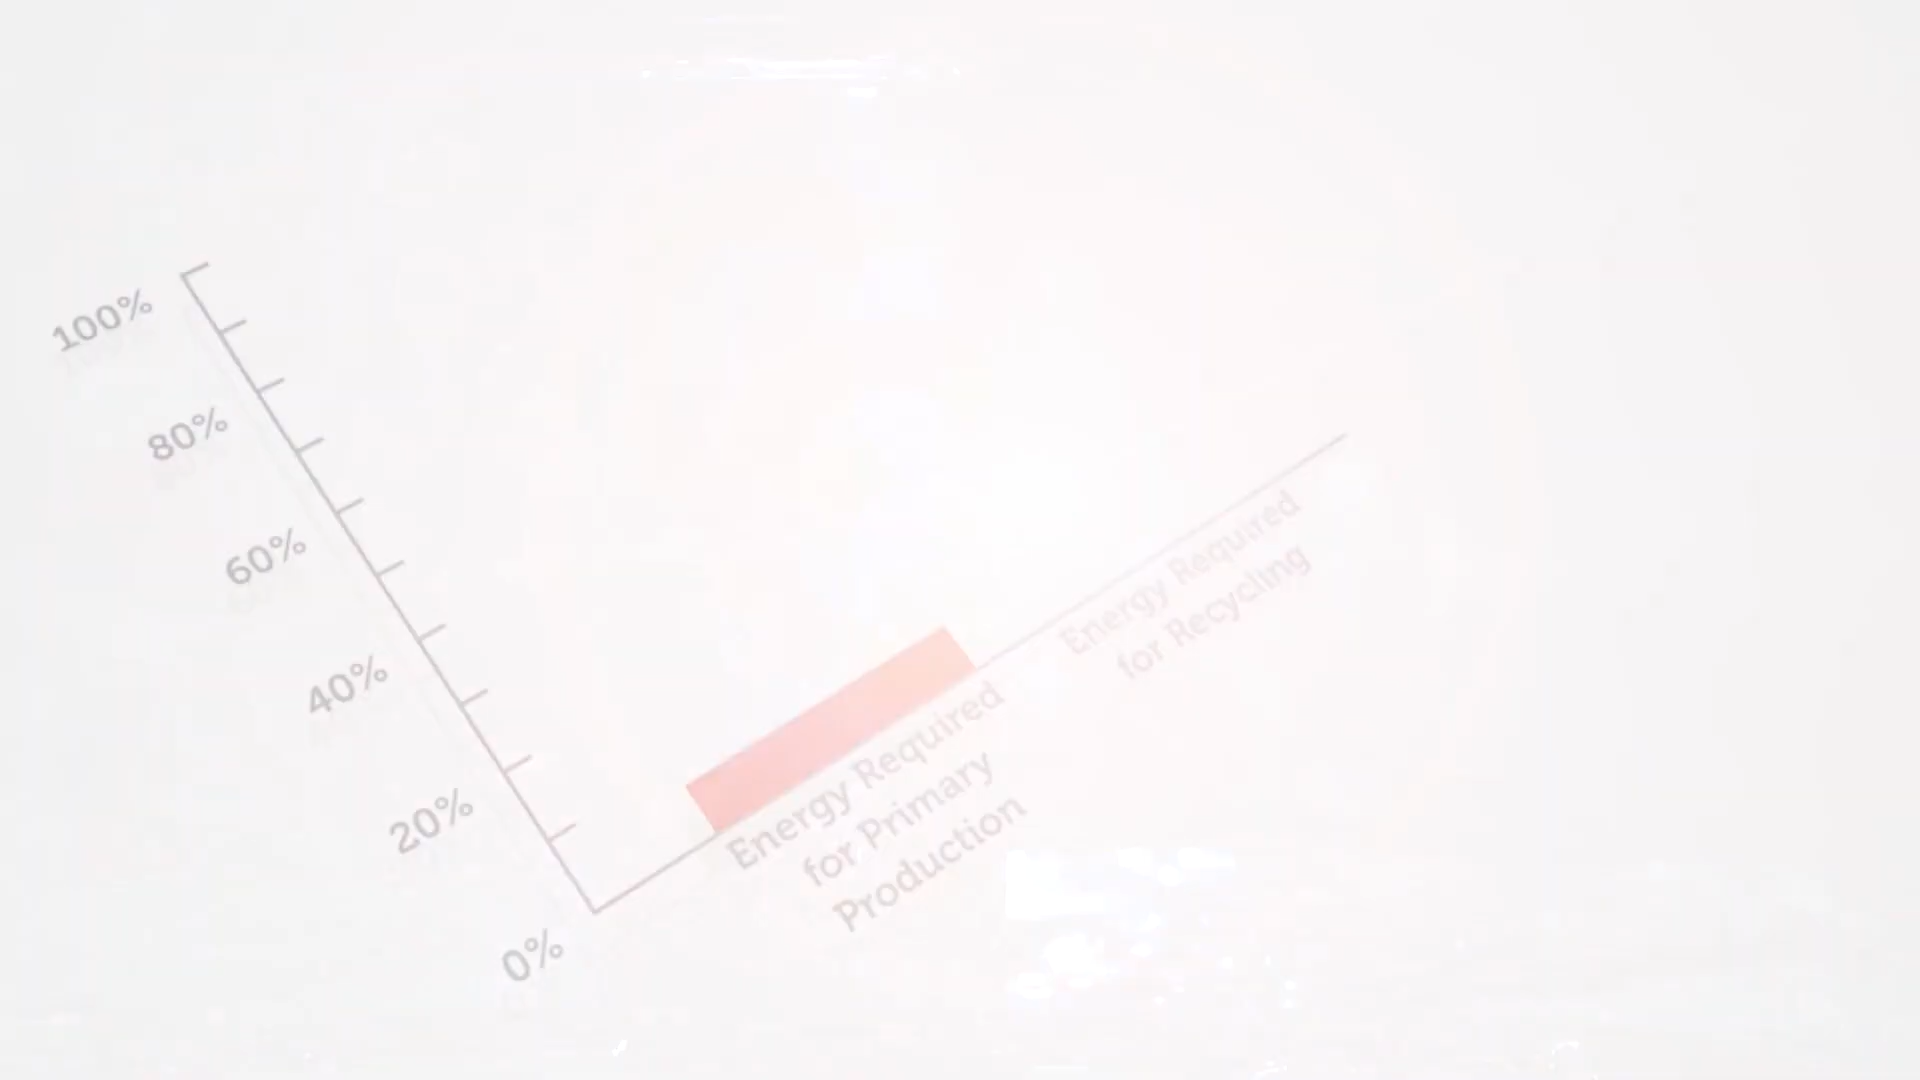 100%
80%
60%
40%
20%
0%
Energy Required
for Primary
Production
Energy Required
for Recycling